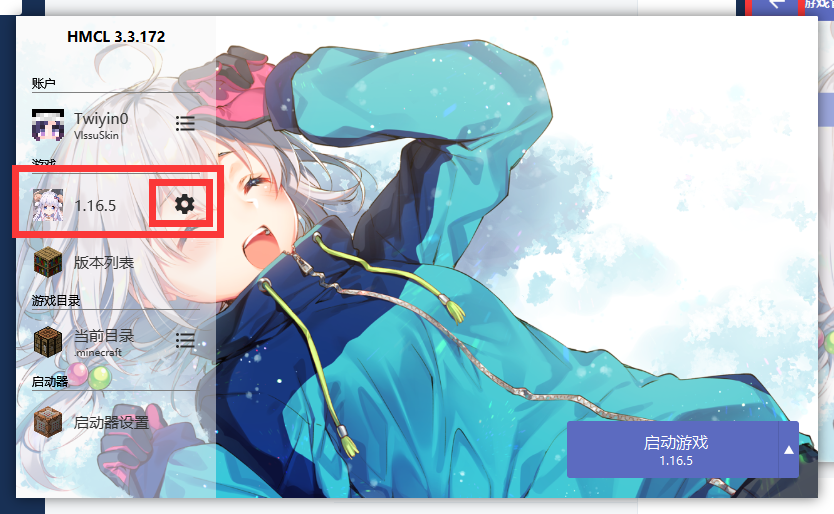 HMCL 3.3.172
账户
Twiyin0
VlssuSkin
游戏
1.16.5
版本列表
游戏目录
当前目录
.minecraft
启动器
启动器设置
启动游戏
1.16.5